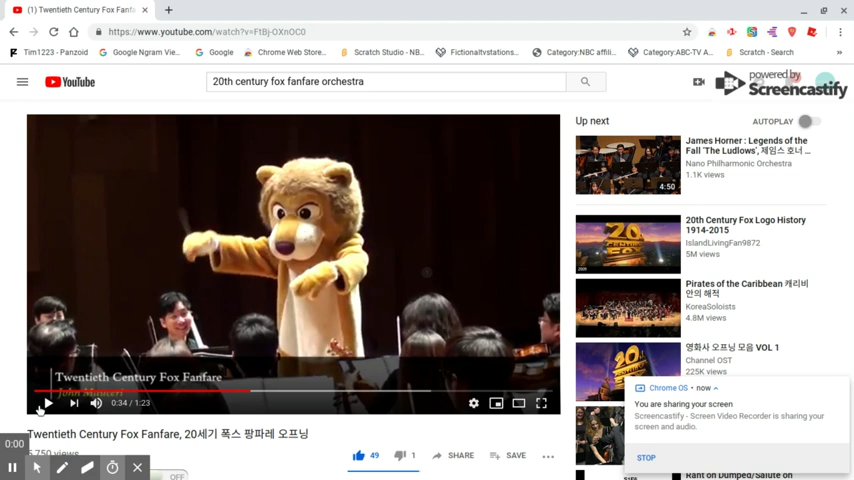 (1) Twentieth Century Fox Fanfa
https://www.youtube.com/watch?v=FtBj-OXnOC0
Tim1223 - Panzoid
Google Ngram Vie...
Google
Chrome Web Store...
Scratch Studio - NB...
Fictionaltvstations...
Category:NBC affili...
Category:ABC-TV A...
Scratch - Search
YouTube
20th century fox fanfare orchestra
powered by
Screencastify
Twentieth Century Fox Fanfare
John Mauceri
0:34 / 1:23
Twentieth Century Fox Fanfare, 20세기 폭스 팡파레 오프닝
5,750 views
49
1
SHARE
SAVE
0:00
OFF
Up next
AUTOPLAY
4:50
James Horner : Legends of the
Fall 'The Ludlows', 제임스 호너 ...
Nano Philharmonic Orchestra
1.1K views
20th Century Fox Logo History
1914-2015
IslandLivingFan9872
5M views
Pirates of the Caribbean 캐리비
안의 해적
KoreaSoloists
4.8M views
영화사 오프닝 모음 VOL 1
Channel OST
225K views
Chrome OS • now
You are sharing your screen
Screencastify - Screen Video Recorder is sharing your
screen and audio.
STOP
Rant on Dumped/Salute on